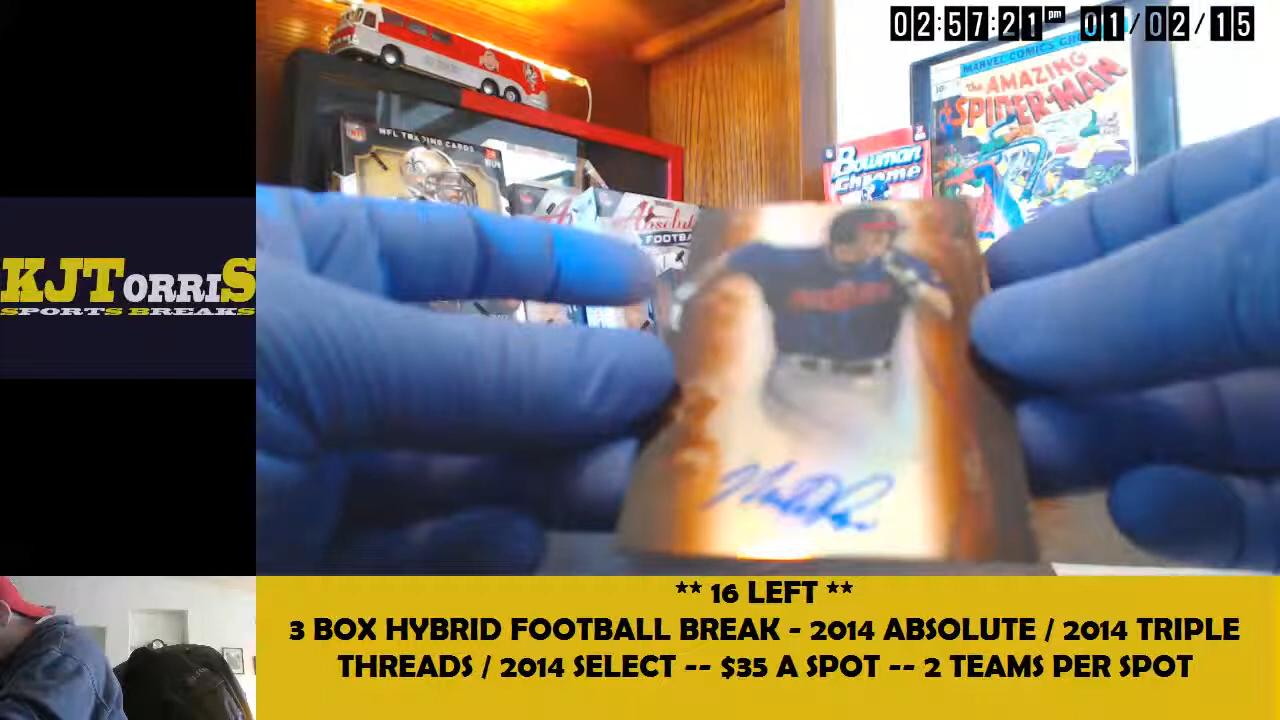 02:57:21 pm 01/02/15
MARVEL COMICS
THE AMAZING
SPIDER-MAN
NFL TRADING CARDS
Bowman
Chrome
Absolute
FOOTBALL
KJTORRIS
SPORTS BREAKS
** 16 LEFT **
3 BOX HYBRID FOOTBALL BREAK - 2014 ABSOLUTE / 2014 TRIPLE
THREADS / 2014 SELECT -- $35 A SPOT -- 2 TEAMS PER SPOT